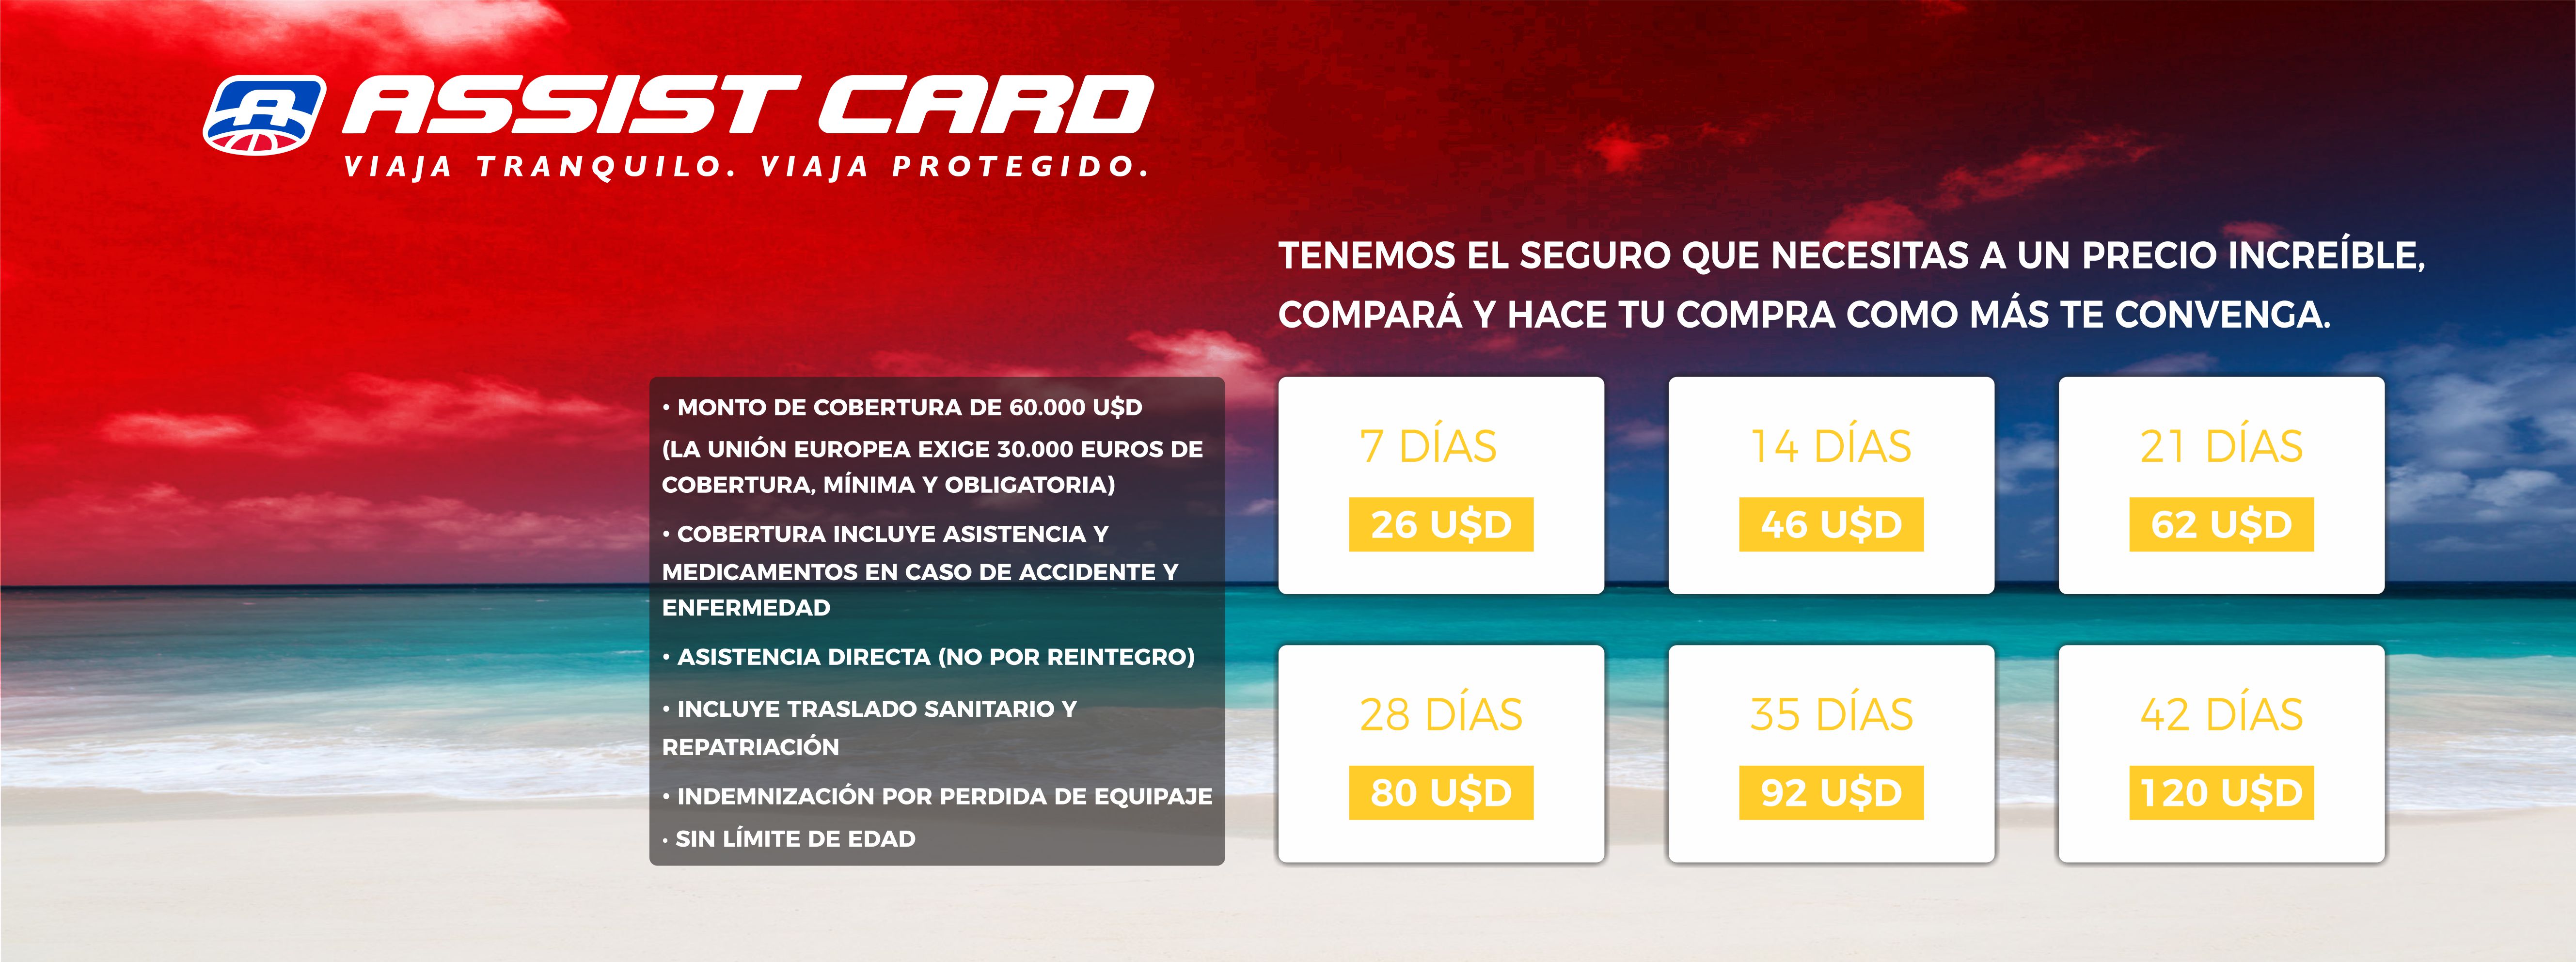 ASSIST CARD
VIAJA TRANQUILO. VIAJA PROTEGIDO.
TENEMOS EL SEGURO QUE NECESITAS A UN PRECIO INCREÍBLE,
COMPARÁ Y HACE TU COMPRA COMO MÁS TE CONVENGA.
• MONTO DE COBERTURA DE 60.000 U$D
(LA UNIÓN EUROPEA EXIGE 30.000 EUROS DE
COBERTURA, MÍNIMA Y OBLIGATORIA)
• COBERTURA INCLUYE ASISTENCIA Y
MEDICAMENTOS EN CASO DE ACCIDENTE Y
ENFERMEDAD
• ASISTENCIA DIRECTA (NO POR REINTEGRO)
• INCLUYE TRASLADO SANITARIO Y
REPATRIACIÓN
• INDEMNIZACIÓN POR PERDIDA DE EQUIPAJE
• SIN LÍMITE DE EDAD
7 DÍAS
26 U$D
14 DÍAS
46 U$D
21 DÍAS
62 U$D
28 DÍAS
80 U$D
35 DÍAS
92 U$D
42 DÍAS
120 U$D